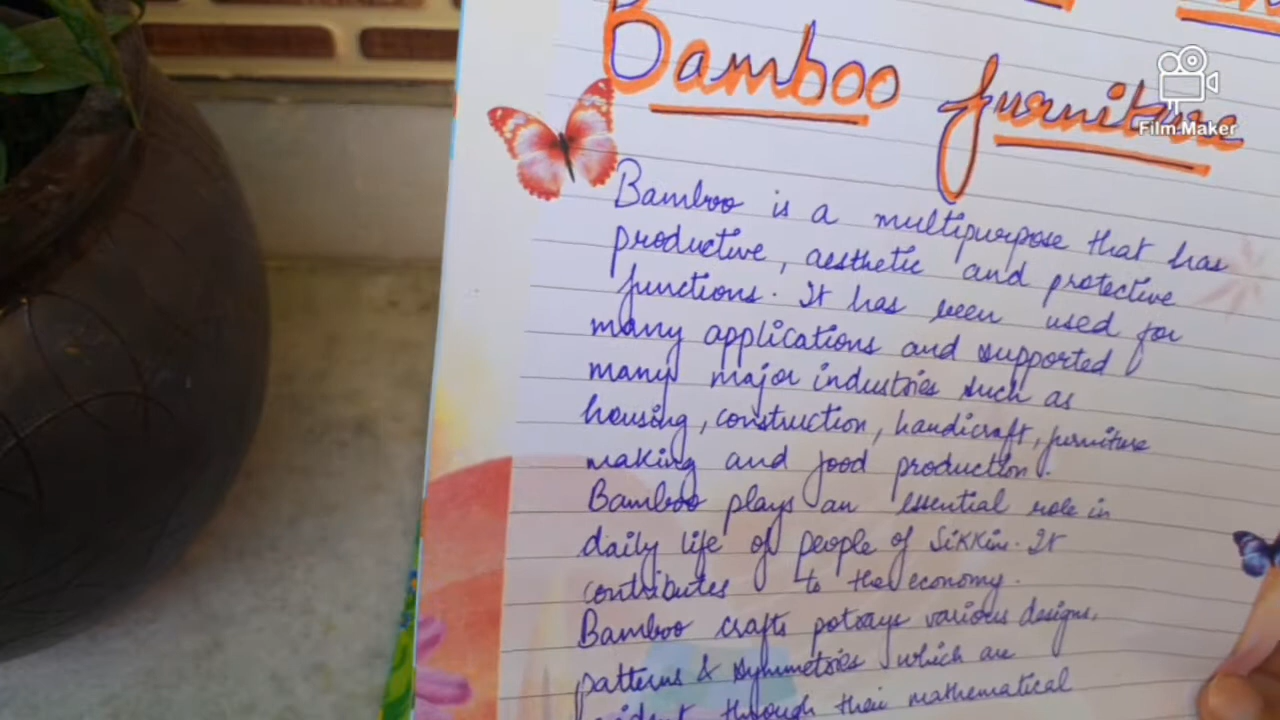 Bamboo furniture
Film Maker
Bamboo is a multipurpose that has
productive, aesthetic and protective
functions. It has been used for
many applications and supported
many major industries such as
housing, construction, handicraft, furniture
making and food production.
Bamboo plays an essential role in
daily life of people of Sikkim. It
contributes to the economy.
Bamboo crafts potraye various designs,
patterns & symmetries which are
through their mathematical